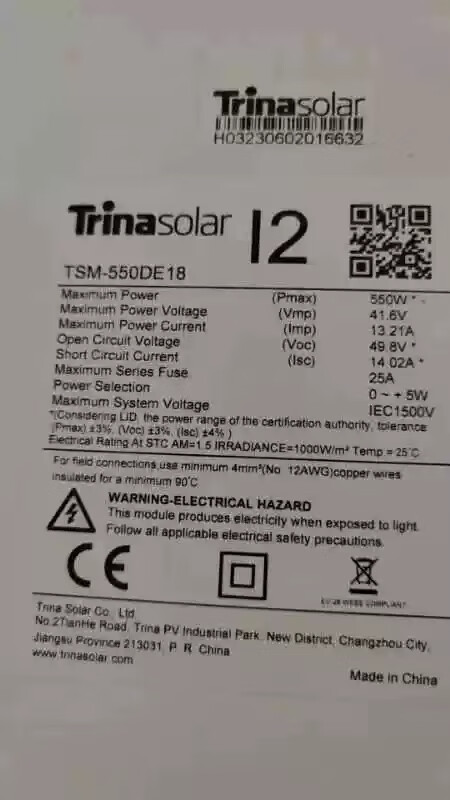 Trinasolar
H03230602016632
Trinasolar I2
TSM-550DE18
Maximum Power (Pmax) 550W *
Maximum Power Voltage (Vmp) 41.6V
Maximum Power Current (Imp) 13.21A
Open Circuit Voltage (Voc) 49.8V *
Short Circuit Current (Isc) 14.02A *
Maximum Series Fuse 25A
Power Selection 0 ~ + 5W
Maximum System Voltage IEC1500V
*(Considering LID, the power range of the certification authority, tolerance
(Pmax) ±3%, (Voc) ±3%, (Isc) ±4% )
Electrical Rating At STC AM=1.5 IRRADIANCE=1000W/m² Temp = 25℃
For field connections,use minimum 4mm²(No. 12AWG)copper wires
insulated for a minimum 90℃
WARNING-ELECTRICAL HAZARD
This module produces electricity when exposed to light.
Follow all applicable electrical safety precautions.
CE
EU-28 WEEE COMPLIANT
Trina Solar Co., Ltd.
No.2TianHe Road, Trina PV Industrial Park, New District, Changzhou City,
Jiangsu Province 213031, P. R. China
www.trinasolar.com
Made in China